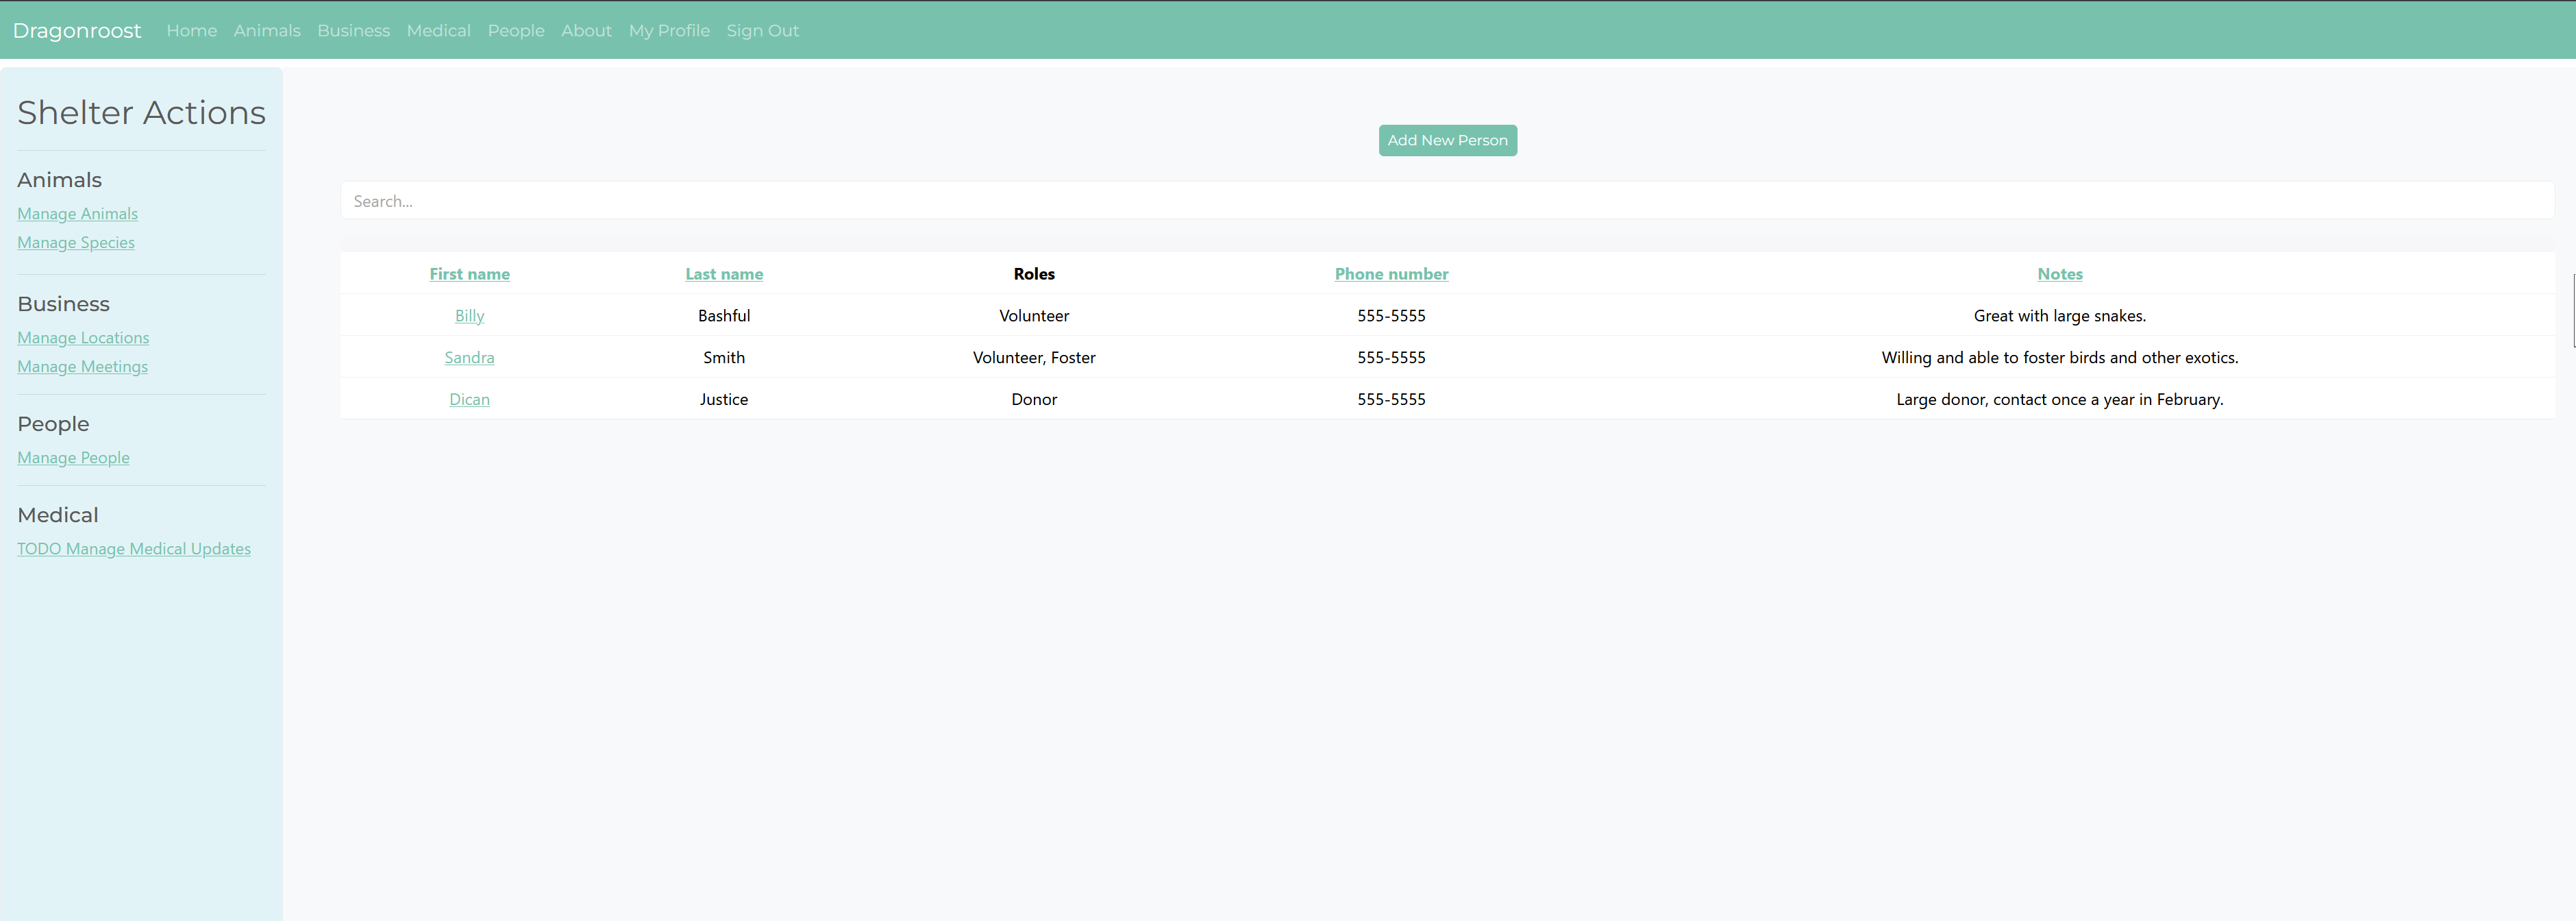 Dragonroost Home Animals Business Medical People About My Profile Sign Out
Shelter Actions
Animals
Manage Animals
Manage Species
Business
Manage Locations
Manage Meetings
People
Manage People
Medical
TODO Manage Medical Updates
Add New Person
Search...
First name Last name Roles Phone number Notes
Billy Bashful Volunteer 555-5555 Great with large snakes.
Sandra Smith Volunteer, Foster 555-5555 Willing and able to foster birds and other exotics.
Dican Justice Donor 555-5555 Large donor, contact once a year in February.